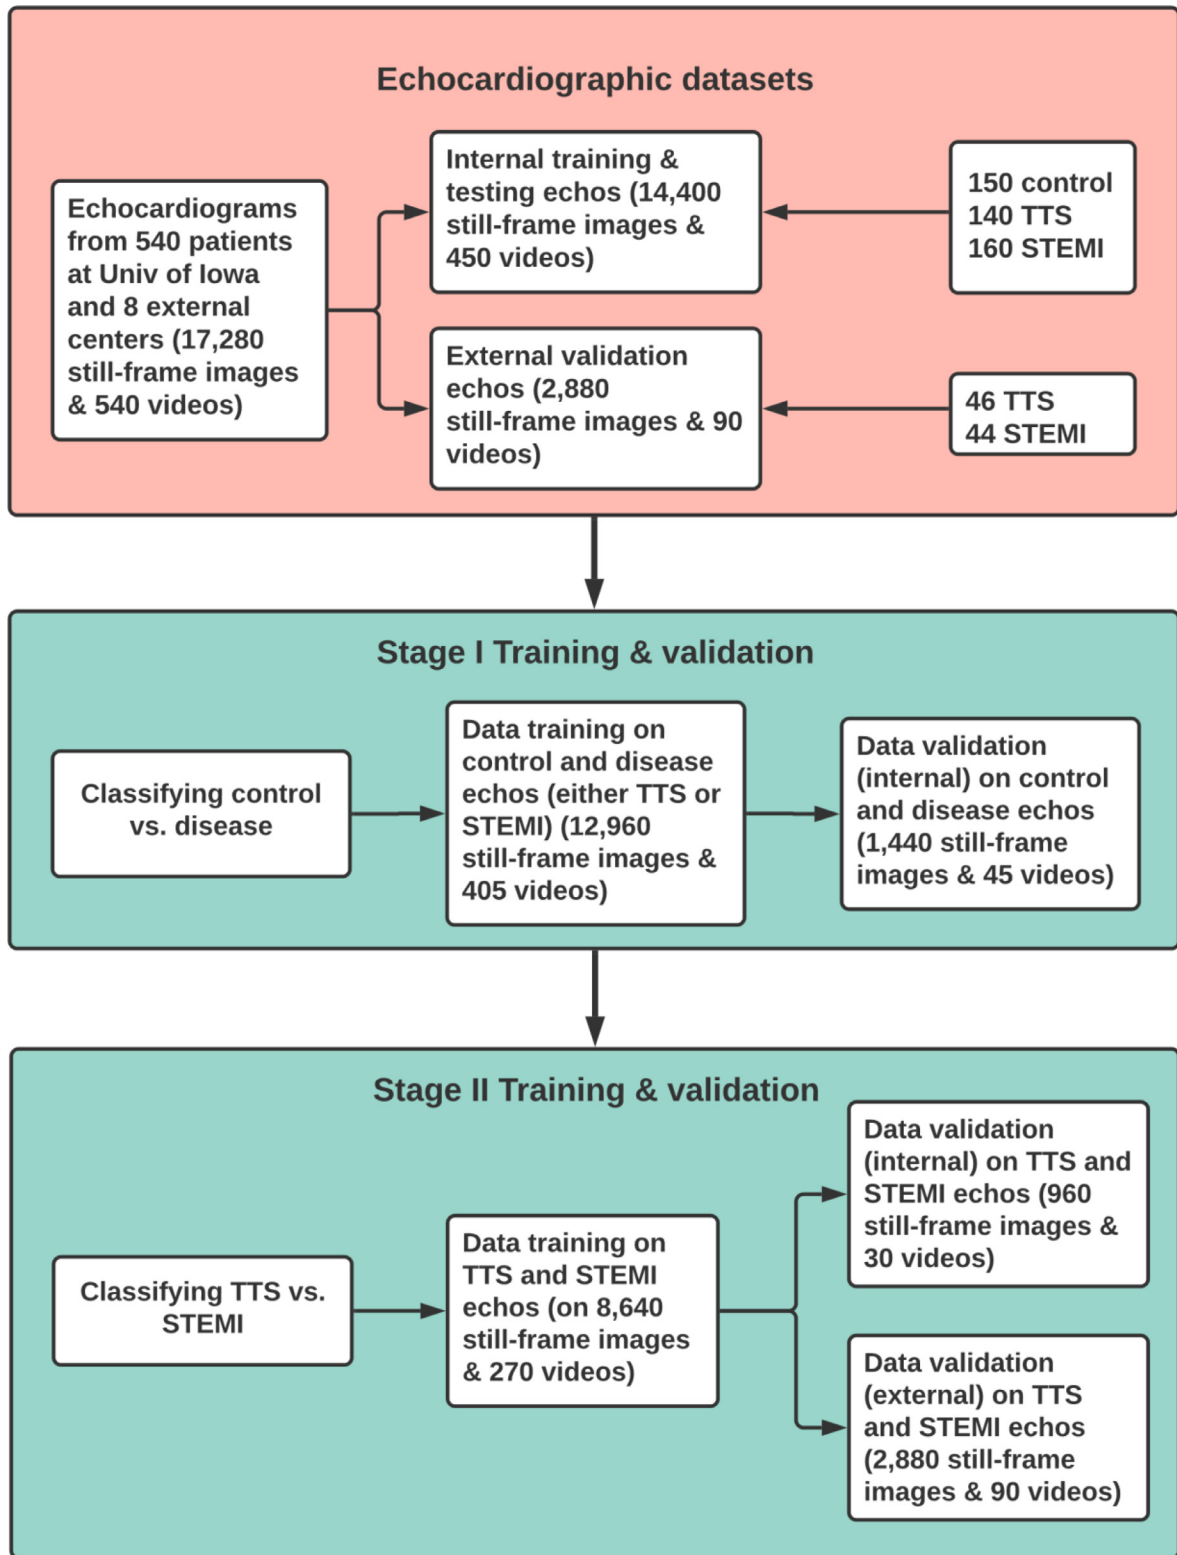 Echocardiographic datasets
Echocardiograms
from 540 patients
at Univ of Iowa
and 8 external
centers (17,280
still-frame images
& 540 videos)
Internal training &
testing echos (14,400
still-frame images &
450 videos)
150 control
140 TTS
160 STEMI
External validation
echos (2,880
still-frame images & 90
videos)
46 TTS
44 STEMI
Stage I Training & validation
Classifying control
vs. disease
Data training on
control and disease
echos (either TTS or
STEMI) (12,960
still-frame images &
405 videos)
Data validation
(internal) on control
and disease echos
(1,440 still-frame
images & 45 videos)
Stage II Training & validation
Classifying TTS vs.
STEMI
Data training on
TTS and STEMI
echos (on 8,640
still-frame images
& 270 videos)
Data validation
(internal) on TTS and
STEMI echos (960
still-frame images &
30 videos)
Data validation
(external) on TTS
and STEMI echos
(2,880 still-frame
images & 90 videos)